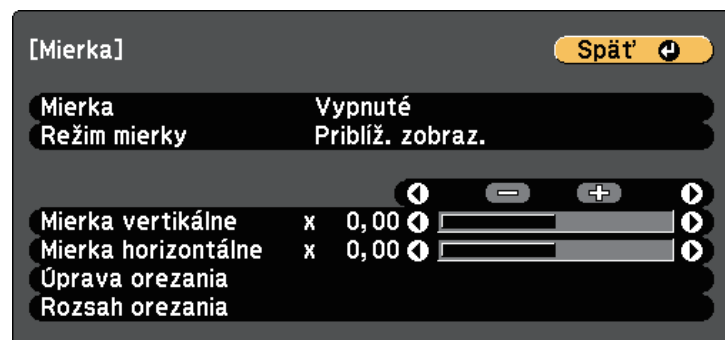 [Mierka] Späť
Mierka Vypnuté
Režim mierky Priblíž. zobraz.
Mierka vertikálne x 0,00
Mierka horizontálne x 0,00
Úprava orezania
Rozsah orezania